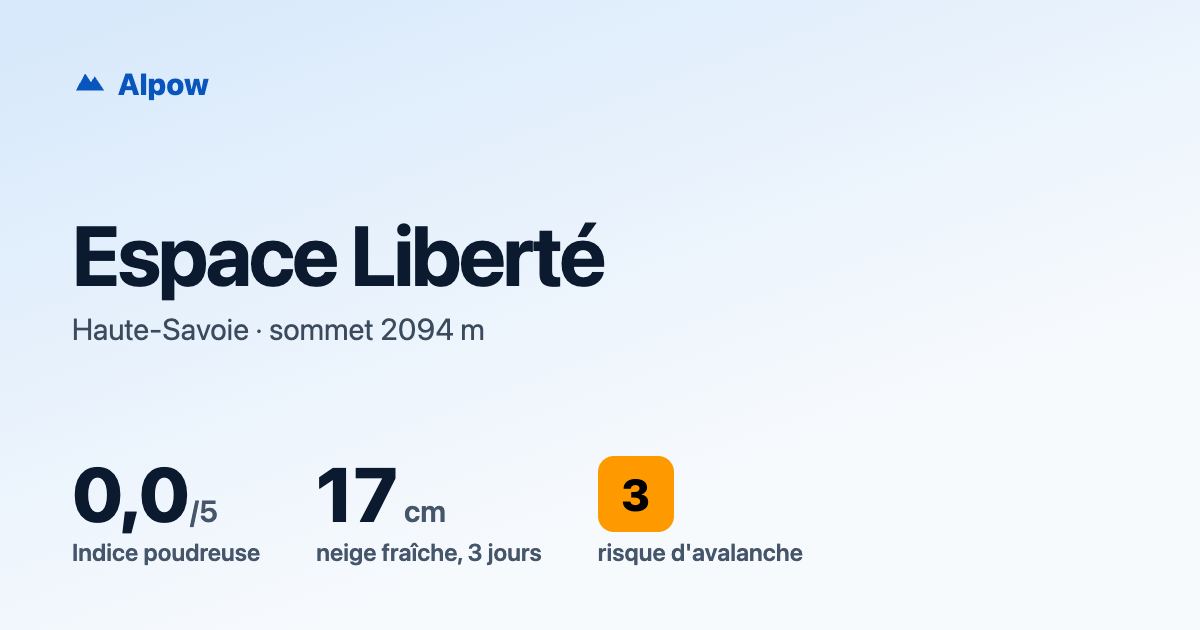 Alpow
Espace Liberté
Haute-Savoie · sommet 2094 m
0,0/5
Indice poudreuse
17 cm
neige fraîche, 3 jours
3
risque d'avalanche